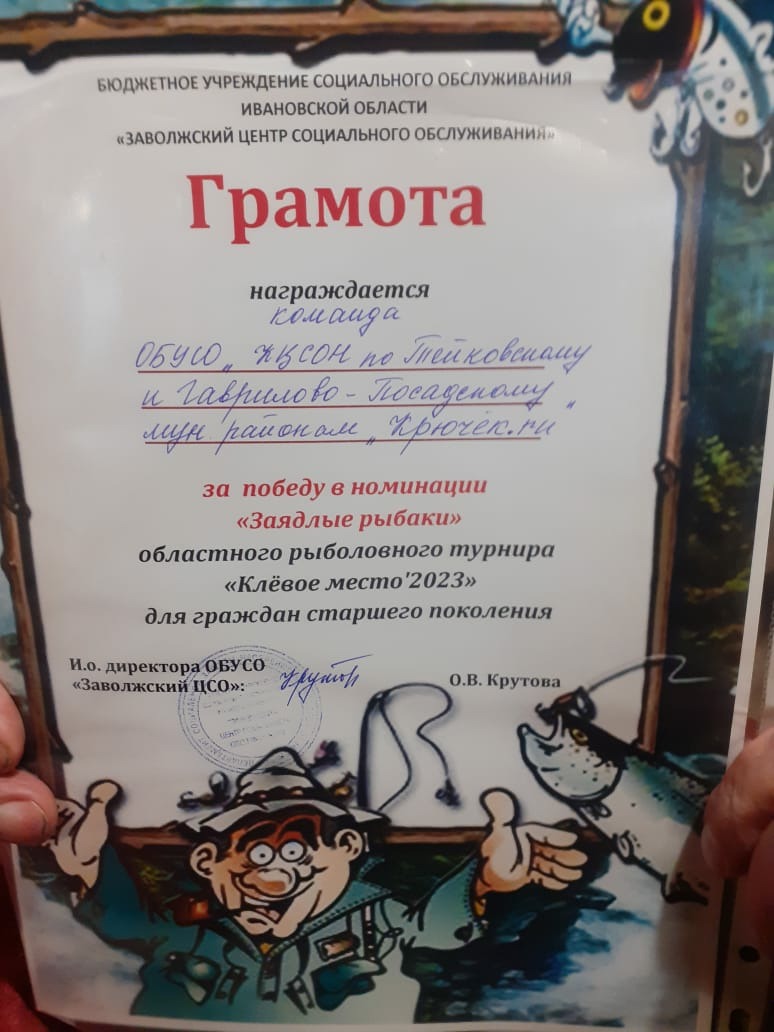 БЮДЖЕТНОЕ УЧРЕЖДЕНИЕ СОЦИАЛЬНОГО ОБСЛУЖИВАНИЯ
ИВАНОВСКОЙ ОБЛАСТИ
«ЗАВОЛЖСКИЙ ЦЕНТР СОЦИАЛЬНОГО ОБСЛУЖИВАНИЯ»
Грамота
награждается
команда
ОБУСО „ КЦСОН по Тейковскому
и Гаврилово-Посадскому „
мун. районам „Крючёк.ru
за победу в номинации
«Заядлые рыбаки»
областного рыболовного турнира
«Клёвое место'2023»
для граждан старшего поколения
И.о. директора ОБУСО
«Заволжский ЦСО»:
О.В. Крутова